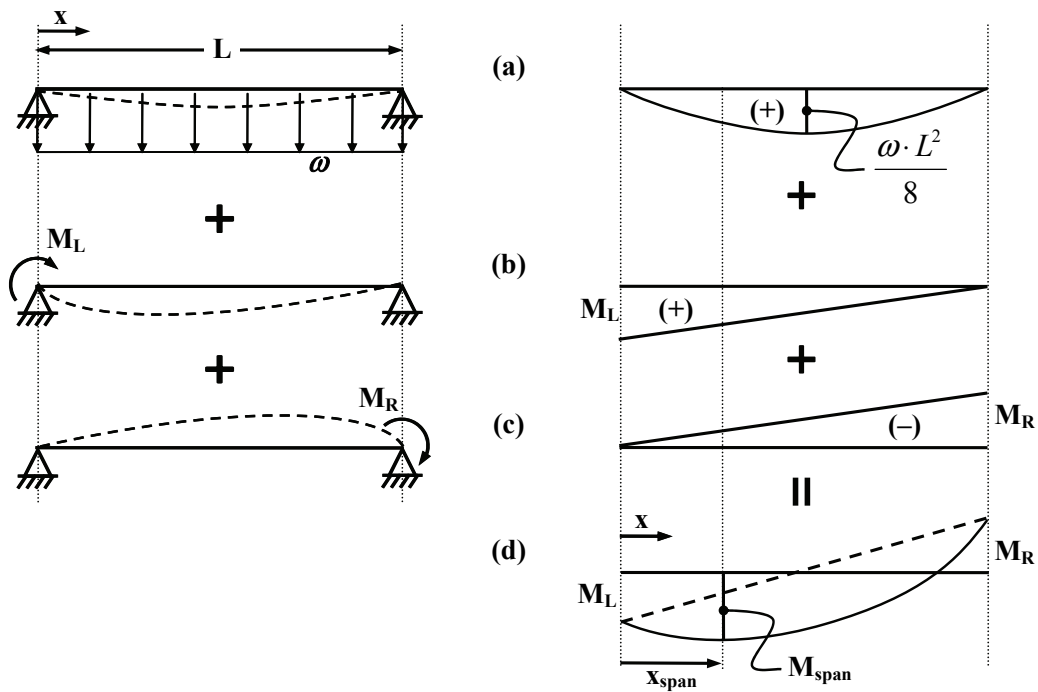 x
L
(a)
ω
(+)
ω · L²
8
+
+
M_L
(b)
M_L
(+)
+
+
M_R
(c)
(–)
M_R
=
x
(d)
M_R
M_L
x_span
M_span